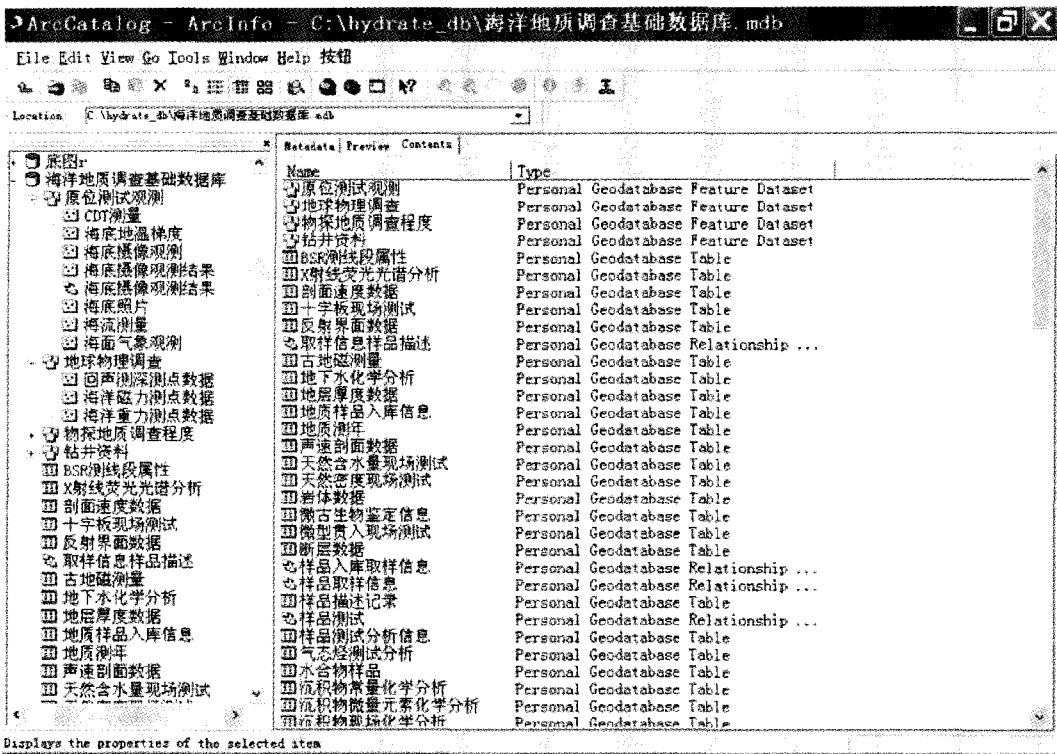 ArcCatalog - ArcInfo - C:\hydrate_db\海洋地质调查基础数据库.mdb
File Edit View Go Tools Window Help 按钮
Location C:\hydrate_db\海洋地质调查基础数据库.mdb
底图r
海洋地质调查基础数据库
原位测试观测
CDT测量
海底地温梯度
海底摄像观测
海底摄像观测结果
海底摄像观测结果
海底照片
海流测量
海面气象观测
地球物理调查
回声测深测点数据
海洋磁力测点数据
海洋重力测点数据
物探地质调查程度
钻井资料
BSR测线段属性
X射线荧光光谱分析
剖面速度数据
十字板现场测试
反射界面数据
取样信息样品描述
古地磁测量
地下水化学分析
地层厚度数据
地质样品入库信息
地质测年
声速剖面数据
天然含水量现场测试
Metadata Preview Contents
Name Type
原位测试观测 Personal Geodatabase Feature Dataset
地球物理调查 Personal Geodatabase Feature Dataset
物探地质调查程度 Personal Geodatabase Feature Dataset
钻井资料 Personal Geodatabase Feature Dataset
BSR测线段属性 Personal Geodatabase Table
X射线荧光光谱分析 Personal Geodatabase Table
剖面速度数据 Personal Geodatabase Table
十字板现场测试 Personal Geodatabase Table
反射界面数据 Personal Geodatabase Table
取样信息样品描述 Personal Geodatabase Relationship ...
古地磁测量 Personal Geodatabase Table
地下水化学分析 Personal Geodatabase Table
地层厚度数据 Personal Geodatabase Table
地质样品入库信息 Personal Geodatabase Table
地质测年 Personal Geodatabase Table
声速剖面数据 Personal Geodatabase Table
天然含水量现场测试 Personal Geodatabase Table
天然密度现场测试 Personal Geodatabase Table
岩体数据 Personal Geodatabase Table
微古生物鉴定信息 Personal Geodatabase Table
微型贯入现场测试 Personal Geodatabase Table
断层数据 Personal Geodatabase Table
样品入库取样信息 Personal Geodatabase Relationship ...
样品取样信息 Personal Geodatabase Relationship ...
样品描述记录 Personal Geodatabase Table
样品测试 Personal Geodatabase Relationship ...
样品测试分析信息 Personal Geodatabase Table
气态烃测试分析 Personal Geodatabase Table
水合物样品 Personal Geodatabase Table
沉积物常量化学分析 Personal Geodatabase Table
沉积物微量元素化学分析 Personal Geodatabase Table
沉积物现场化学分析 Personal Geodatabase Table
Displays the properties of the selected item